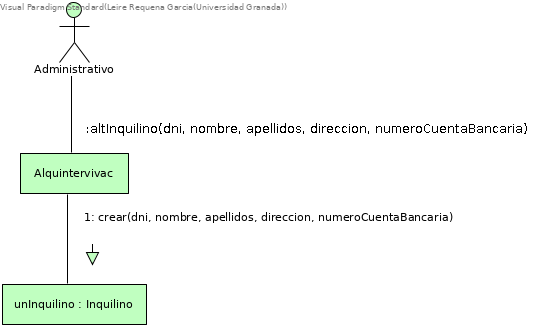 Visual Paradigm Standard(Leire Requena Garcia(Universidad Granada))
Administrativo
:altInquilino(dni, nombre, apellidos, direccion, numeroCuentaBancaria)
Alquintervivac
1: crear(dni, nombre, apellidos, direccion, numeroCuentaBancaria)
unInquilino : Inquilino